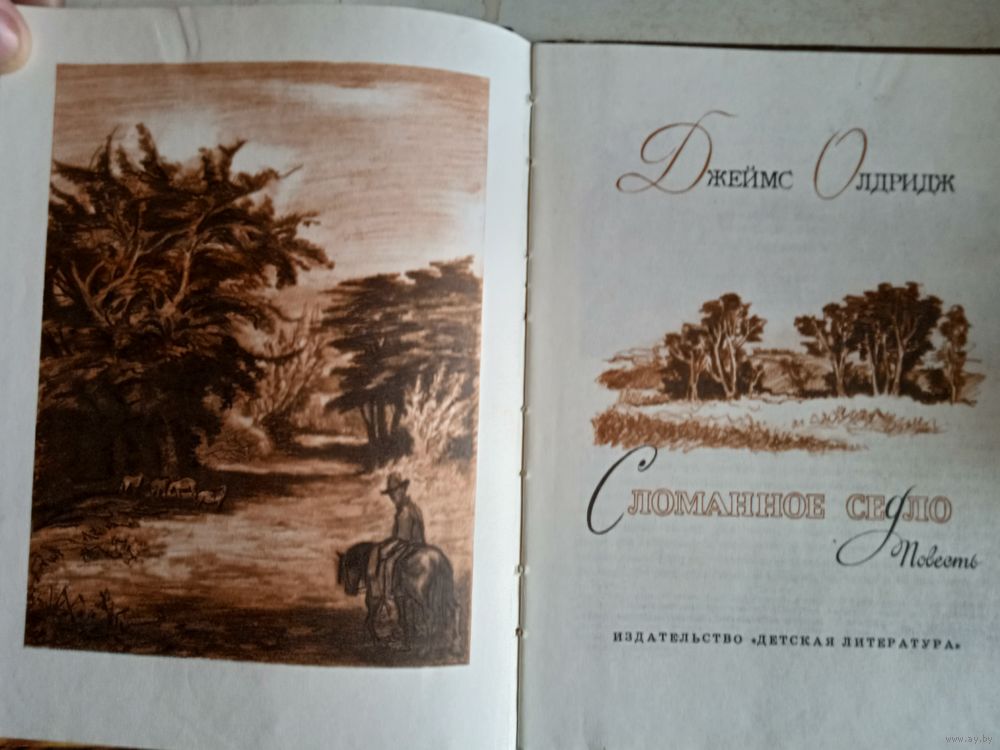 Джеймс Олдридж
Сломанное седло
Повесть
ИЗДАТЕЛЬСТВО «ДЕТСКАЯ ЛИТЕРАТУРА»
www.ay.by